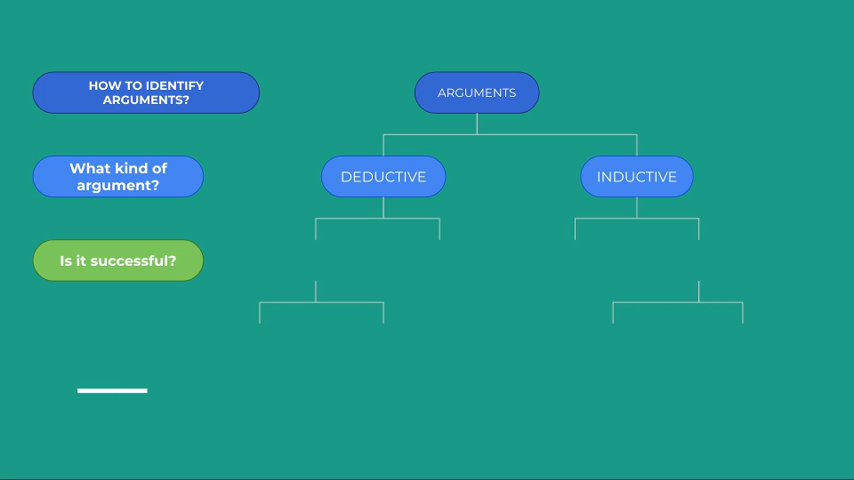 HOW TO IDENTIFY
ARGUMENTS?
ARGUMENTS
What kind of
argument?
DEDUCTIVE
INDUCTIVE
Is it successful?